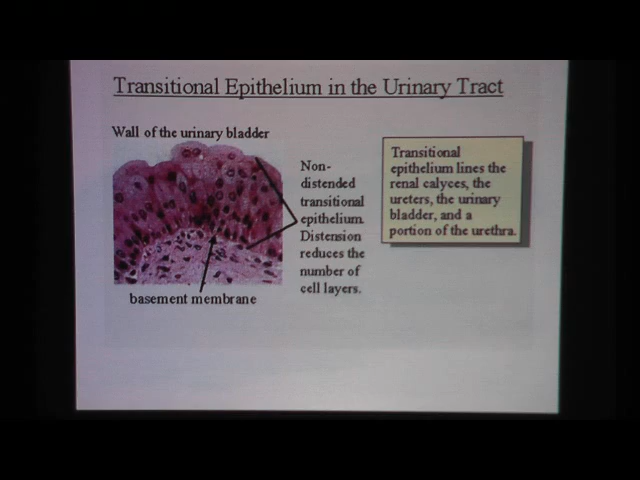 Transitional Epithelium in the Urinary Tract
Wall of the urinary bladder
Non-
distended
transitional
epithelium.
Distension
reduces the
number of
cell layers.
basement membrane
Transitional
epithelium lines the
renal calyces, the
ureters, the urinary
bladder, and a
portion of the urethra.